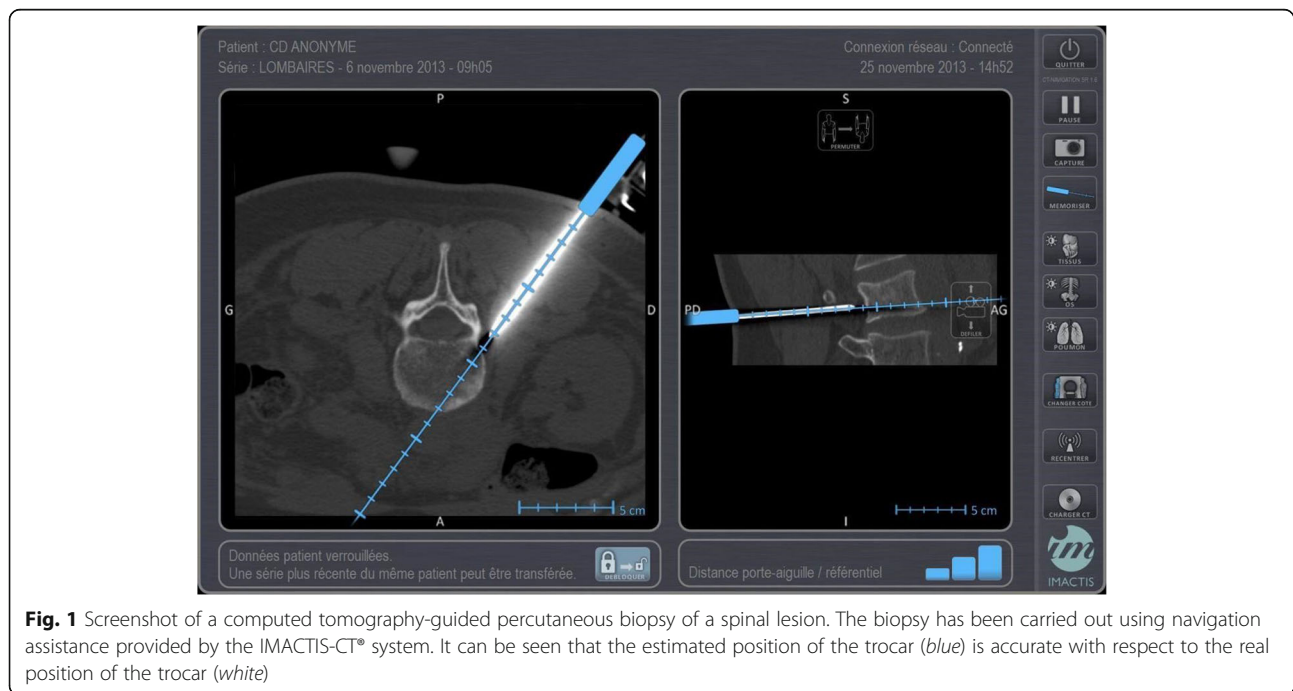 Patient : CD ANONYME
Série : LOMBAIRES - 6 novembre 2013 - 09h05
Connexion réseau : Connecté
25 novembre 2013 - 14h52
P
G
D
A
5 cm
S
PERMUTER
PD
AG
DEFILER
I
5 cm
QUITTER
PAUSE
CAPTURE
MEMORISER
TISSUS
OS
POUMON
CHANGER COTE
RECENTRER
CHARGER CT
im
IMACTIS
Données patient verrouillées.
Une série plus récente du même patient peut être transférée.
DEBLOQUER
Distance porte-aiguille / référentiel
Fig. 1 Screenshot of a computed tomography-guided percutaneous biopsy of a spinal lesion. The biopsy has been carried out using navigation
assistance provided by the IMACTIS-CT® system. It can be seen that the estimated position of the trocar (blue) is accurate with respect to the real
position of the trocar (white)